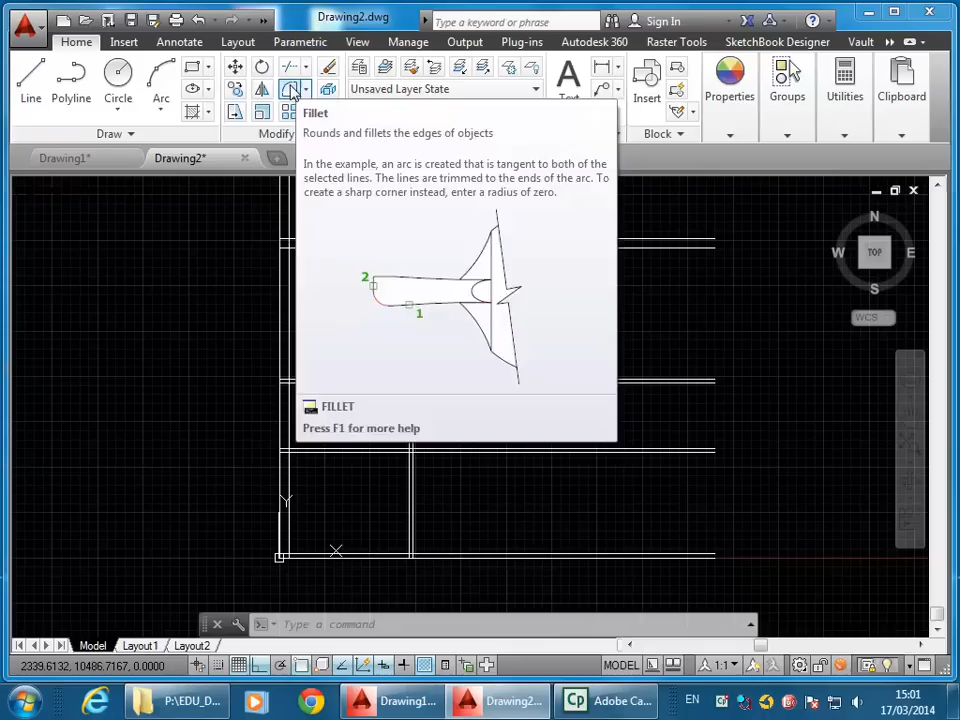 Drawing2.dwg
Type a keyword or phrase
Sign In
Home Insert Annotate Layout Parametric View Manage Output Plug-ins Autodesk 360 Raster Tools SketchBook Designer Vault
Line Polyline Circle Arc
Unsaved Layer State
Text
Insert
Properties Groups Utilities Clipboard
Draw Modify Block
Drawing1* Drawing2*
Fillet
Rounds and fillets the edges of objects
In the example, an arc is created that is tangent to both of the
selected lines. The lines are trimmed to the ends of the arc. To
create a sharp corner instead, enter a radius of zero.
2
1
FILLET
Press F1 for more help
N
W TOP E
S
WCS
Y
X
Type a command
Model Layout1 Layout2
2339.6132, 10486.7167, 0.0000
MODEL 1:1
P:\EDU_D...
Drawing1...
Drawing2...
Cp Adobe Ca...
EN
Cp
15:01
17/03/2014